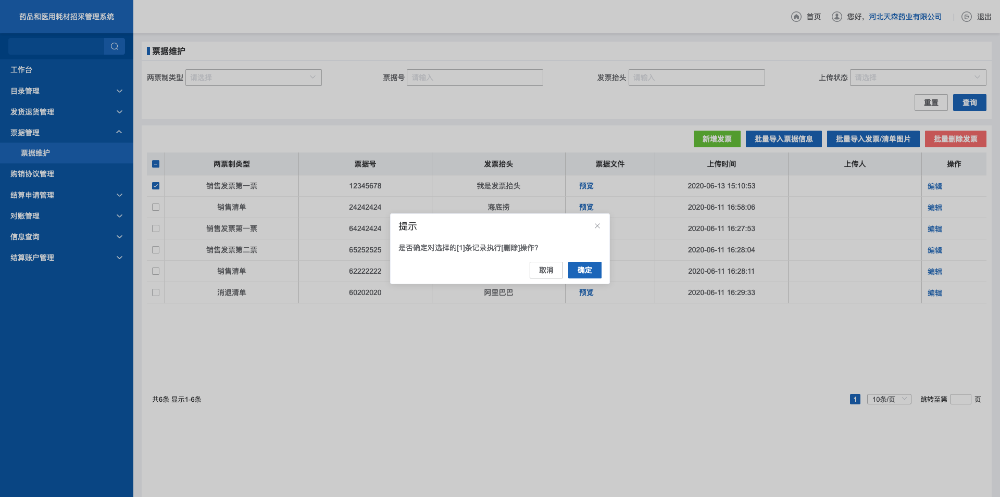 药品和医用耗材招采管理系统
首页 您好，河北天森药业有限公司 退出
工作台
目录管理
发货退货管理
票据管理
票据维护
购销协议管理
结算申请管理
对账管理
信息查询
结算账户管理
票据维护
两票制类型 请选择 票据号 请输入 发票抬头 请输入 上传状态 请选择
重置 查询
新增发票 批量导入票据信息 批量导入发票/清单图片 批量删除发票
两票制类型 票据号 发票抬头 票据文件 上传时间 上传人 操作
销售发票第一票 12345678 我是发票抬头 预览 2020-06-13 15:10:53 编辑
销售清单 24242424 海底捞 预览 2020-06-11 16:58:06 编辑
销售发票第一票 64242424 2020-06-11 16:27:53 编辑
销售发票第二票 65252525 2020-06-11 16:28:04 编辑
销售清单 62222222 2020-06-11 16:28:11 编辑
消退清单 60202020 阿里巴巴 预览 2020-06-11 16:29:33 编辑
提示
是否确定对选择的[1]条记录执行[删除]操作?
取消 确定
共6条 显示1-6条 1 10条/页 跳转至第 页